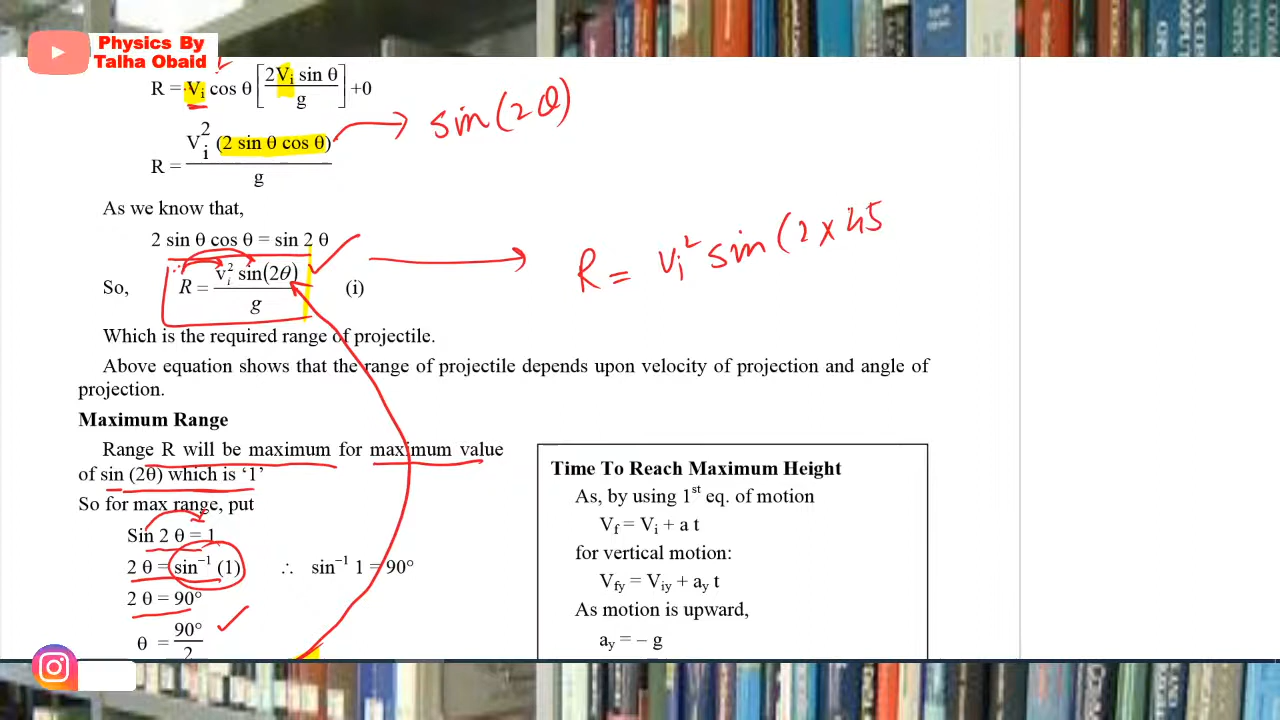 Physics By
Talha Obaid
R = Vi cos θ [2Vi sin θ / g] +0
sin(2θ)
R = Vi² (2 sin θ cos θ) / g
As we know that,
2 sin θ cos θ = sin 2 θ
R = vi² sin(2×45
So, ∴ R = vi² sin(2θ) / g (i)
Which is the required range of projectile.
Above equation shows that the range of projectile depends upon velocity of projection and angle of
projection.
Maximum Range
Range R will be maximum for maximum value
of sin (2θ) which is ‘1’
So for max range, put
Sin 2 θ = 1
2 θ = sin⁻¹ (1) ∴ sin⁻¹ 1 = 90°
2 θ = 90°
θ = 90° / 2
Time To Reach Maximum Height
As, by using 1st eq. of motion
Vf = Vi + a t
for vertical motion:
Vfy = Viy + ay t
As motion is upward,
ay = – g